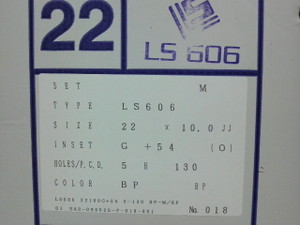 22
LS 606
SET M
TYPE LS606
SIZE 22 x 10.0 JJ
INSET G +54 (O)
HOLES/P.C.D. 5 H 130
COLOR BP BP
No. 018